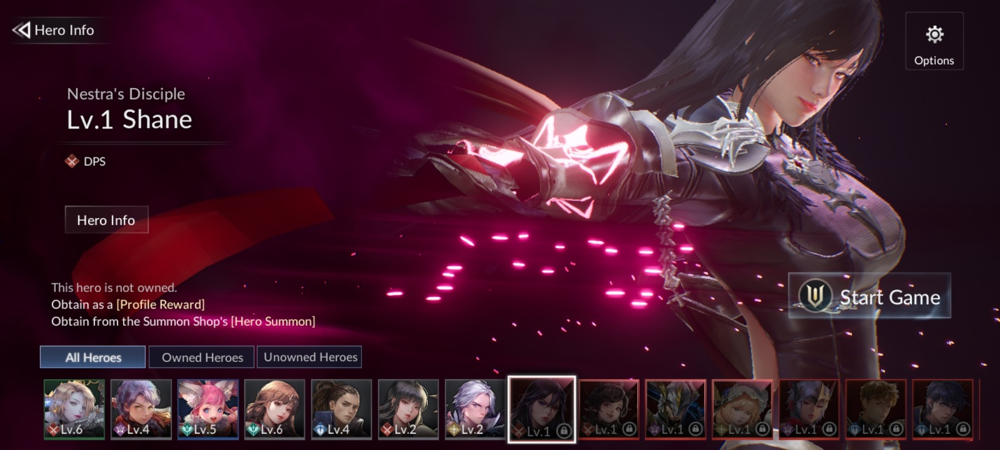 Hero Info
Options
Nestra's Disciple
Lv.1 Shane
DPS
Hero Info
This hero is not owned.
Obtain as a [Profile Reward]
Obtain from the Summon Shop's [Hero Summon]
Start Game
All Heroes
Owned Heroes
Unowned Heroes
Lv.6
Lv.4
Lv.5
Lv.6
Lv.4
Lv.2
Lv.2
Lv.1
Lv.1
Lv.1
Lv.1
Lv.1
Lv.1
Lv.1